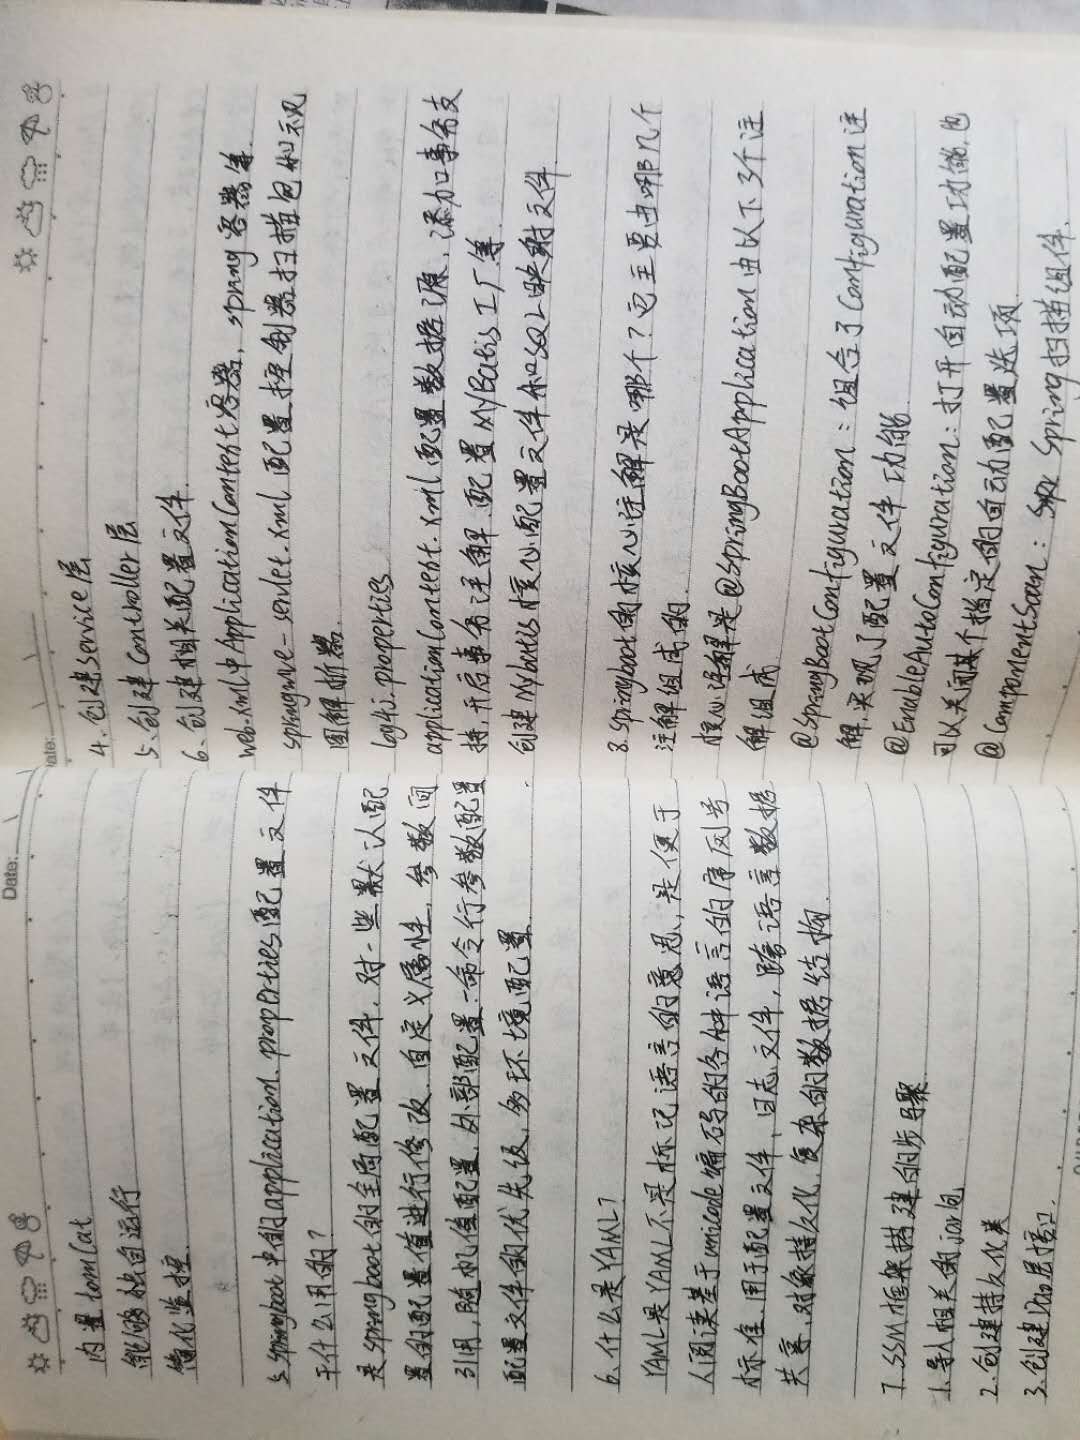 Date:
内置tomcat
能够独自运行
简化监控
5. springboot中的application.properties配置文件
干什么用的?
是springboot的全局配置文件.对一些默认配
置的配置值进行修改.自定义属性,参数间
引用,随机值配置,外部配置-命令行参数配置
配置文件的优先级,多环境配置
6.什么是YAML?
YAML是YAML不是标记语言的意思,是便于
人阅读基于unicode编码的各种语言的序列号
标准.用于配置文件,日志文件,跨语言数据
共享,对象持久化,复杂的数据结构.
7.SSM框架搭建的步骤
1.导入相关的jar包
2.创建持久化类
3.创建Dao层接口.
Date:
4.创建service层
5.创建Controller层
6.创建相关配置文件.
web.xml中ApplicationContext容器,spring容器等
springmvc-servlet.xml配置控制器扫描包和视
图解析器.
log4j.properties
applicationContext.xml配置数据源,添加事务支
持,开启事务注解.配置MyBatis工厂等
创建Mybatis核心配置文件和SQL映射文件
8.springboot的核心注解是哪个?它主要由哪几个
注解组成的.
核心注解是@SpringBootApplication由以下3个注
解组成
@SpringBootConfiguration:组合了Configuration注
解,实现了配置文件功能
@EnableAutoConfiguration:打开自动配置功能.也
可以关闭某个指定的自动配置选项
@ComponentScan: Spring扫描组件.